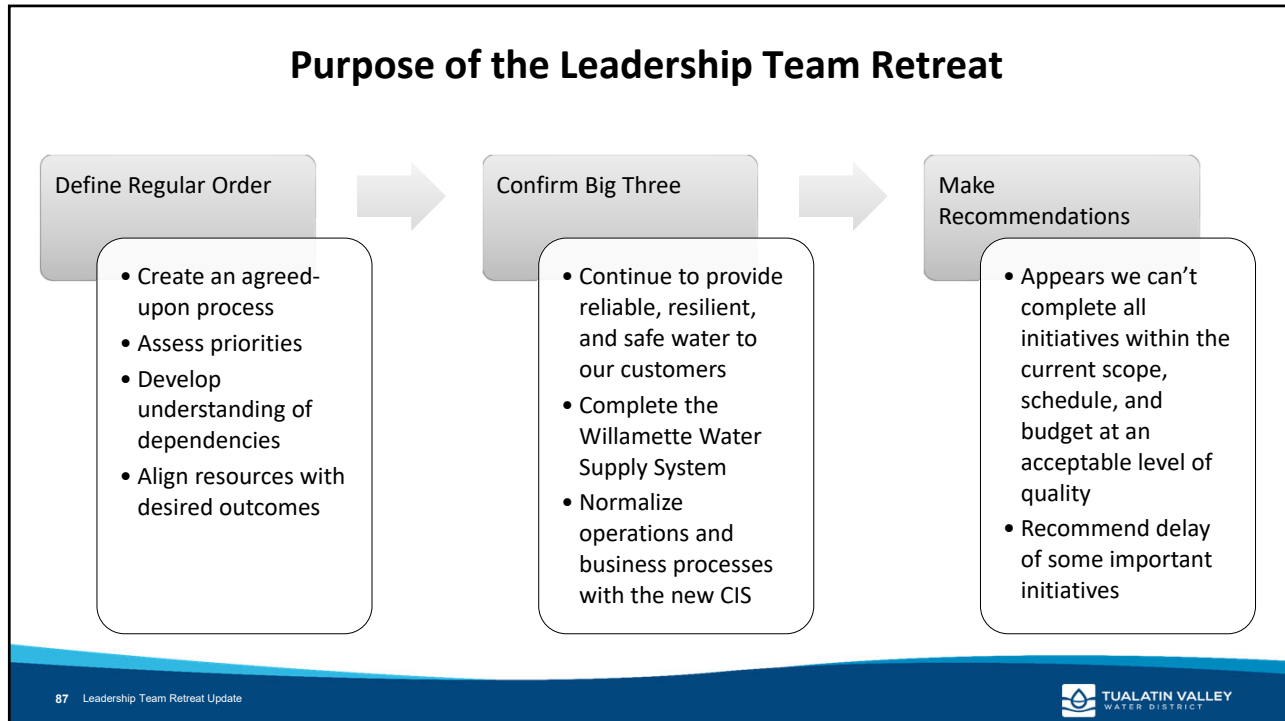 Purpose of the Leadership Team Retreat
Define Regular Order
• Create an agreed-
upon process
• Assess priorities
• Develop
understanding of
dependencies
• Align resources with
desired outcomes
Confirm Big Three
• Continue to provide
reliable, resilient,
and safe water to
our customers
• Complete the
Willamette Water
Supply System
• Normalize
operations and
business processes
with the new CIS
Make
Recommendations
• Appears we can’t
complete all
initiatives within the
current scope,
schedule, and
budget at an
acceptable level of
quality
• Recommend delay
of some important
initiatives
87 Leadership Team Retreat Update
TUALATIN VALLEY
WATER DISTRICT